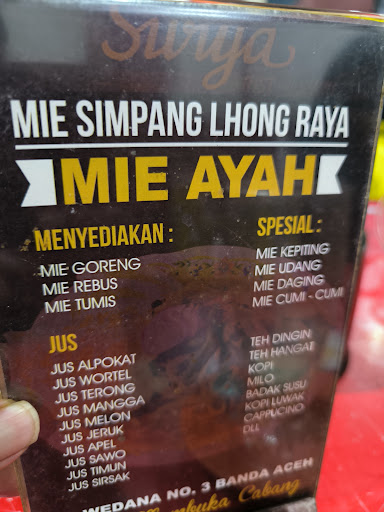 Surya
MIE SIMPANG LHONG RAYA
MIE AYAH
MENYEDIAKAN :
MIE GORENG
MIE REBUS
MIE TUMIS
SPESIAL :
MIE KEPITING
MIE UDANG
MIE DAGING
MIE CUMI - CUMI
JUS
JUS ALPOKAT
JUS WORTEL
JUS TERONG
JUS MANGGA
JUS MELON
JUS JERUK
JUS APEL
JUS SAWO
JUS TIMUN
JUS SIRSAK
TEH DINGIN
TEH HANGAT
KOPI
MILO
BADAK SUSU
KOPI LUWAK
CAPPUCINO
DLL
WEDANA NO. 3 BANDA ACEH
Cabang